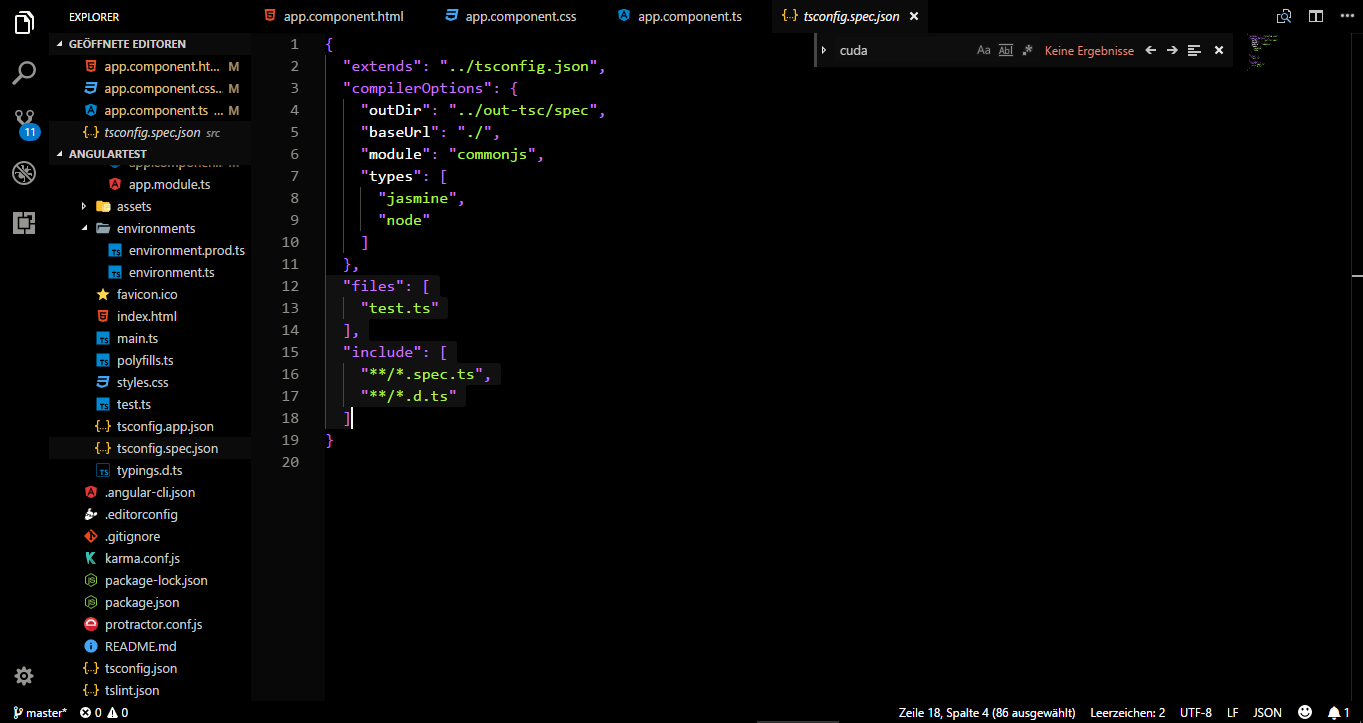 EXPLORER
GEÖFFNETE EDITOREN
app.component.ht... M
app.component.css... M
app.component.ts ... M
tsconfig.spec.json src
11
ANGULARTEST
app.module.ts
assets
environments
environment.prod.ts
environment.ts
favicon.ico
index.html
main.ts
polyfills.ts
styles.css
test.ts
tsconfig.app.json
tsconfig.spec.json
typings.d.ts
.angular-cli.json
.editorconfig
.gitignore
karma.conf.js
package-lock.json
package.json
protractor.conf.js
README.md
tsconfig.json
tslint.json
app.component.html app.component.css app.component.ts tsconfig.spec.json
cuda Aa Abl .* Keine Ergebnisse
1 {
2 "extends": "../tsconfig.json",
3 "compilerOptions": {
4 "outDir": "../out-tsc/spec",
5 "baseUrl": "./",
6 "module": "commonjs",
7 "types": [
8 "jasmine",
9 "node"
10 ]
11 },
12 "files": [
13 "test.ts"
14 ],
15 "include": [
16 "**/*.spec.ts",
17 "**/*.d.ts"
18 ]
19 }
20
master* 0 0 Zeile 18, Spalte 4 (86 ausgewählt) Leerzeichen: 2 UTF-8 LF JSON 1